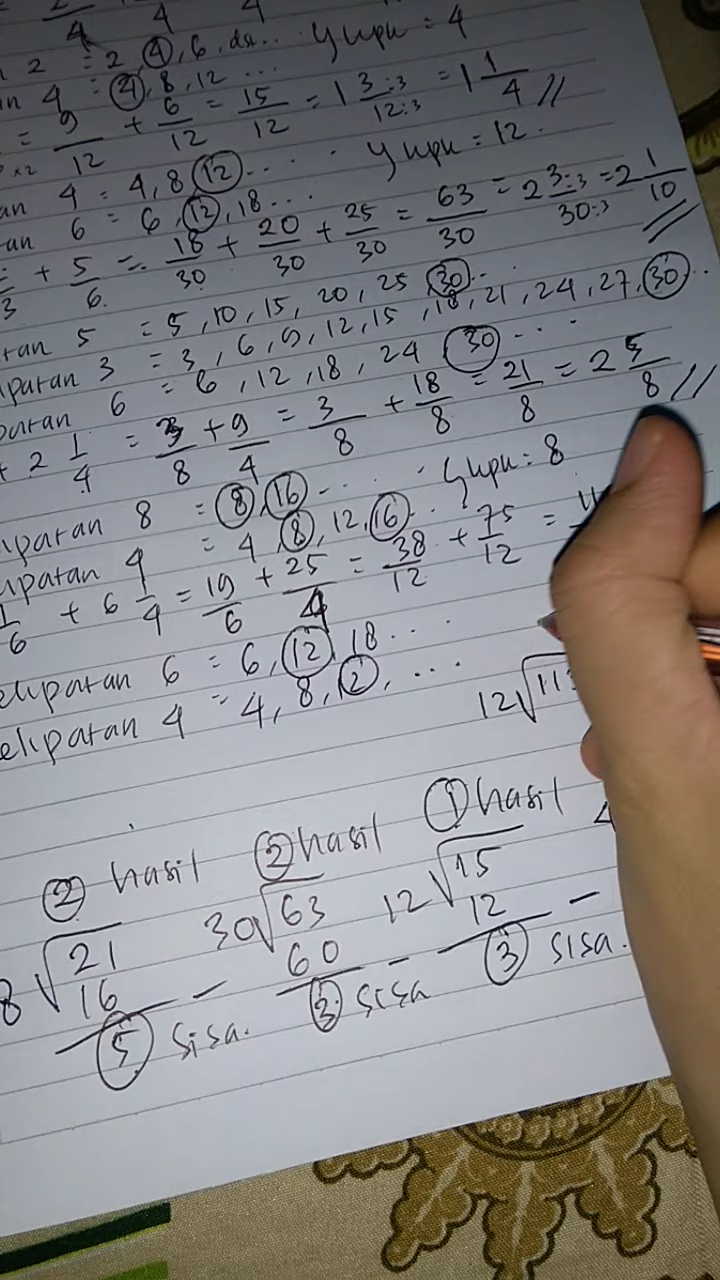 2 = 2, 4, 6, dst... yupu = 4
an 4 = 4, 8, 12 ...
= 9/12 + 6/12 = 15/12 = 1 3:3/12:3 = 1 1/4 //
an 4 = 4, 8, 12 .... yupu = 12.
an 6 = 6, 12, 18 ...
/3 + 5/6 = 18/30 + 20/30 + 25/30 = 63/30 = 2 3:3/30:3 = 2 1/10 //
ran 5 = 5, 10, 15, 20, 25, 30..
lipatan 3 = 3, 6, 9, 12, 15, 18, 21, 24, 27, 30..
patan 6 = 6, 12, 18, 24 30 ...
+ 2 1/4 = 3/8 + 9/4 = 3/8 + 18/8 = 21/8 = 2 5/8 //
lipatan 8 = 8, 16 .... yupu = 8
lipatan 4 = 4, 8, 12, 16..
1/6 + 6 1/4 = 19/6 + 25/4 = 38/12 + 75/12 =
elipatan 6 = 6, 12, 18...
elipatan 4 = 4, 8, 12, ...
12√11
2 hasil 2 hasil 1 hasil
8√21 30√63 12√15
16 - 60 - 12 -
5 sisa. 3 sisa 3 sisa.